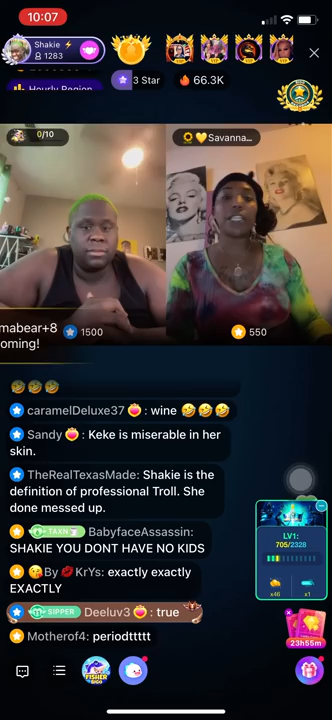 10:07
Shakie ⚡
1283
3 Star
66.3K
Hourly Region
0/10
💛Savanna...
mabear+8
oming!
1500
550
🤣🤣🤣
caramelDeluxe37: wine 🤣🤣🤣
Sandy: Keke is miserable in her
skin.
TheRealTexasMade: Shakie is the
definition of professional Troll. She
done messed up.
TAXN BabyfaceAssassin:
SHAKIE YOU DONT HAVE NO KIDS
😘By💋KrYs: exactly exactly
EXACTLY
SIPPER Deeluv3: true
Motherof4: periodttttt
LV1:
705/2328
x46
x1
23h55m
FISHER
BIGO